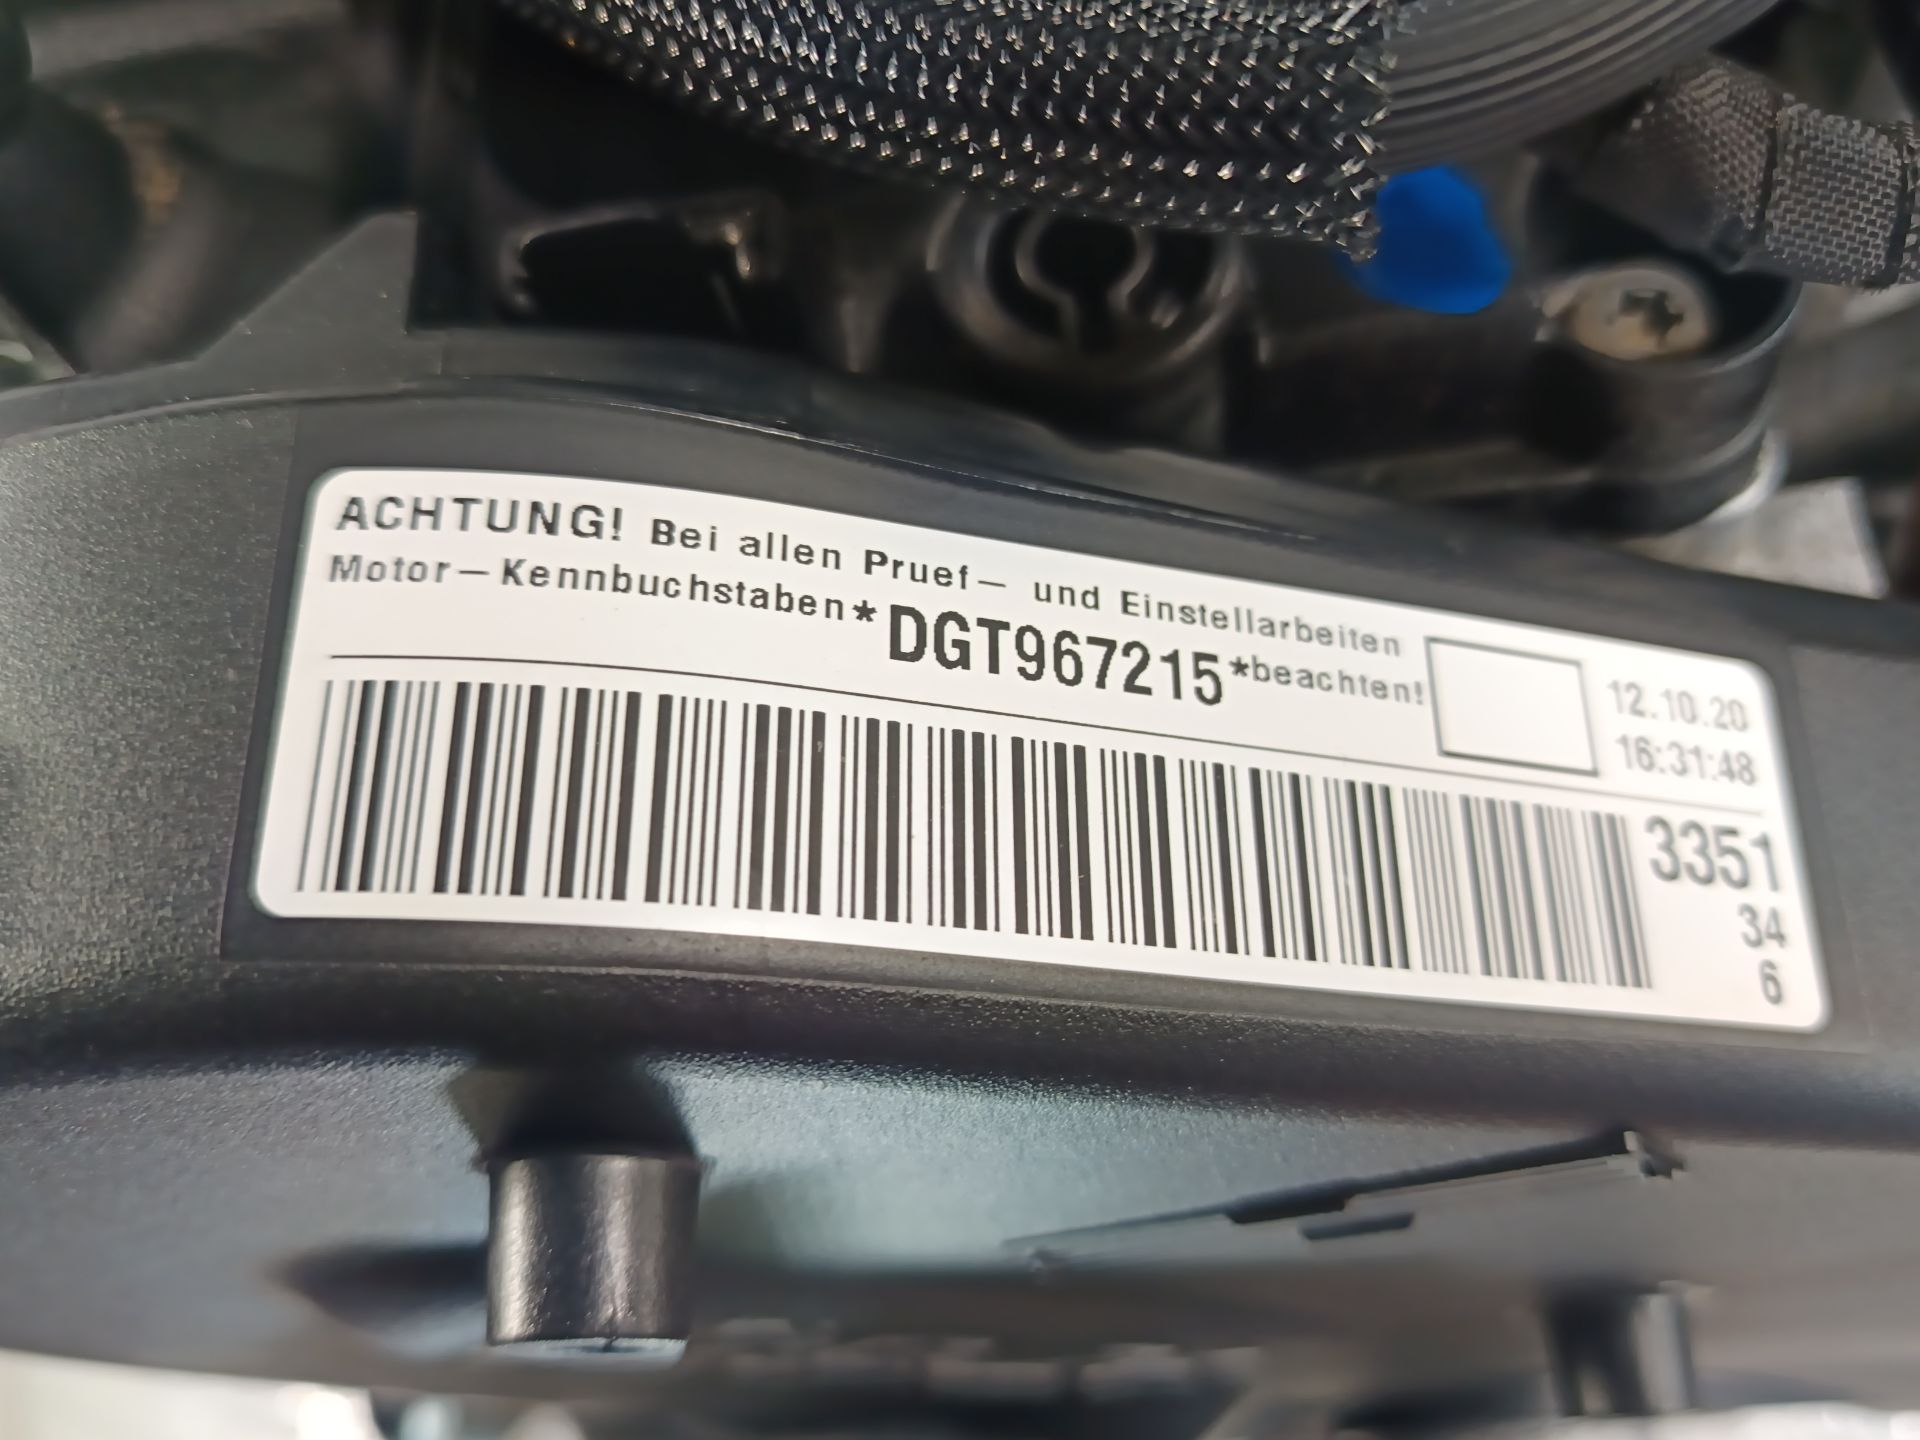 ACHTUNG! Bei allen Pruef– und Einstellarbeiten
Motor–Kennbuchstaben*DGT967215*beachten!
12.10.20
16:31:48
3351
34
6